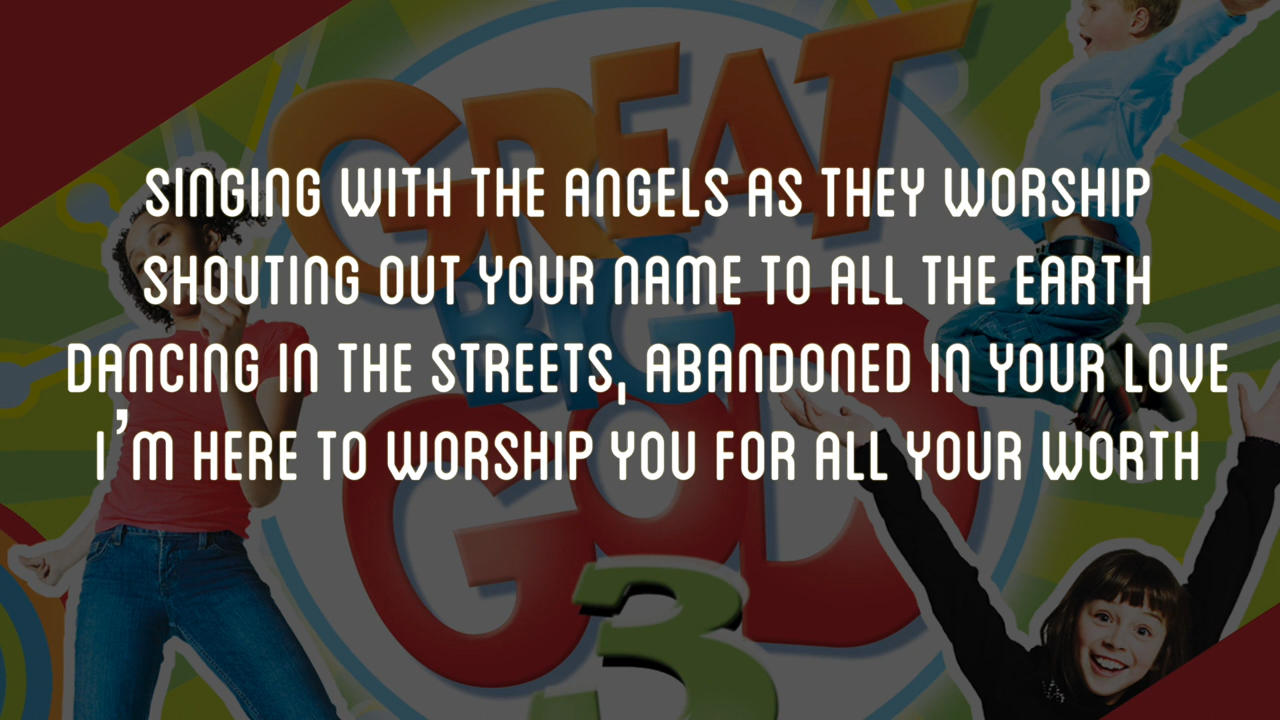 GREAT
BIG
GOD
3
SINGING WITH THE ANGELS AS THEY WORSHIP
SHOUTING OUT YOUR NAME TO ALL THE EARTH
DANCING IN THE STREETS, ABANDONED IN YOUR LOVE
I'M HERE TO WORSHIP YOU FOR ALL YOUR WORTH